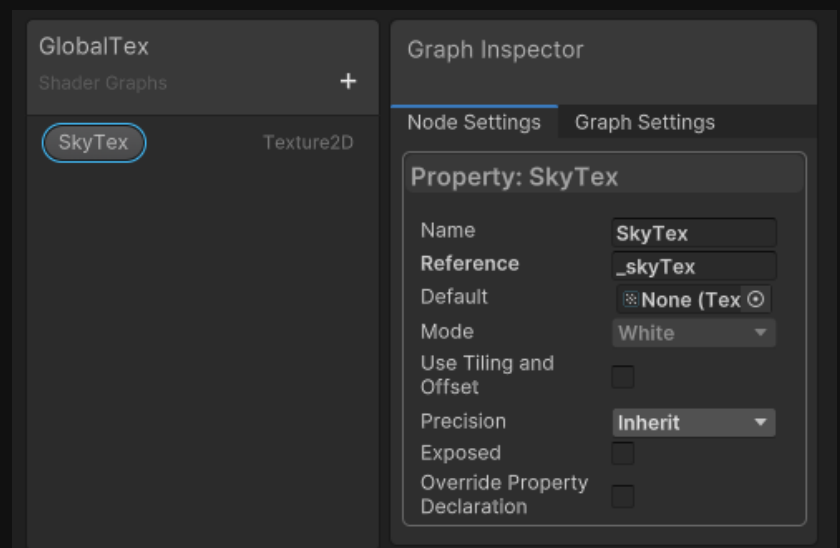 GlobalTex
Shader Graphs
+
SkyTex
Texture2D
Graph Inspector
Node Settings
Graph Settings
Property: SkyTex
Name
SkyTex
Reference
_skyTex
Default
None (Tex
Mode
White
Use Tiling and
Offset
Precision
Inherit
Exposed
Override Property
Declaration